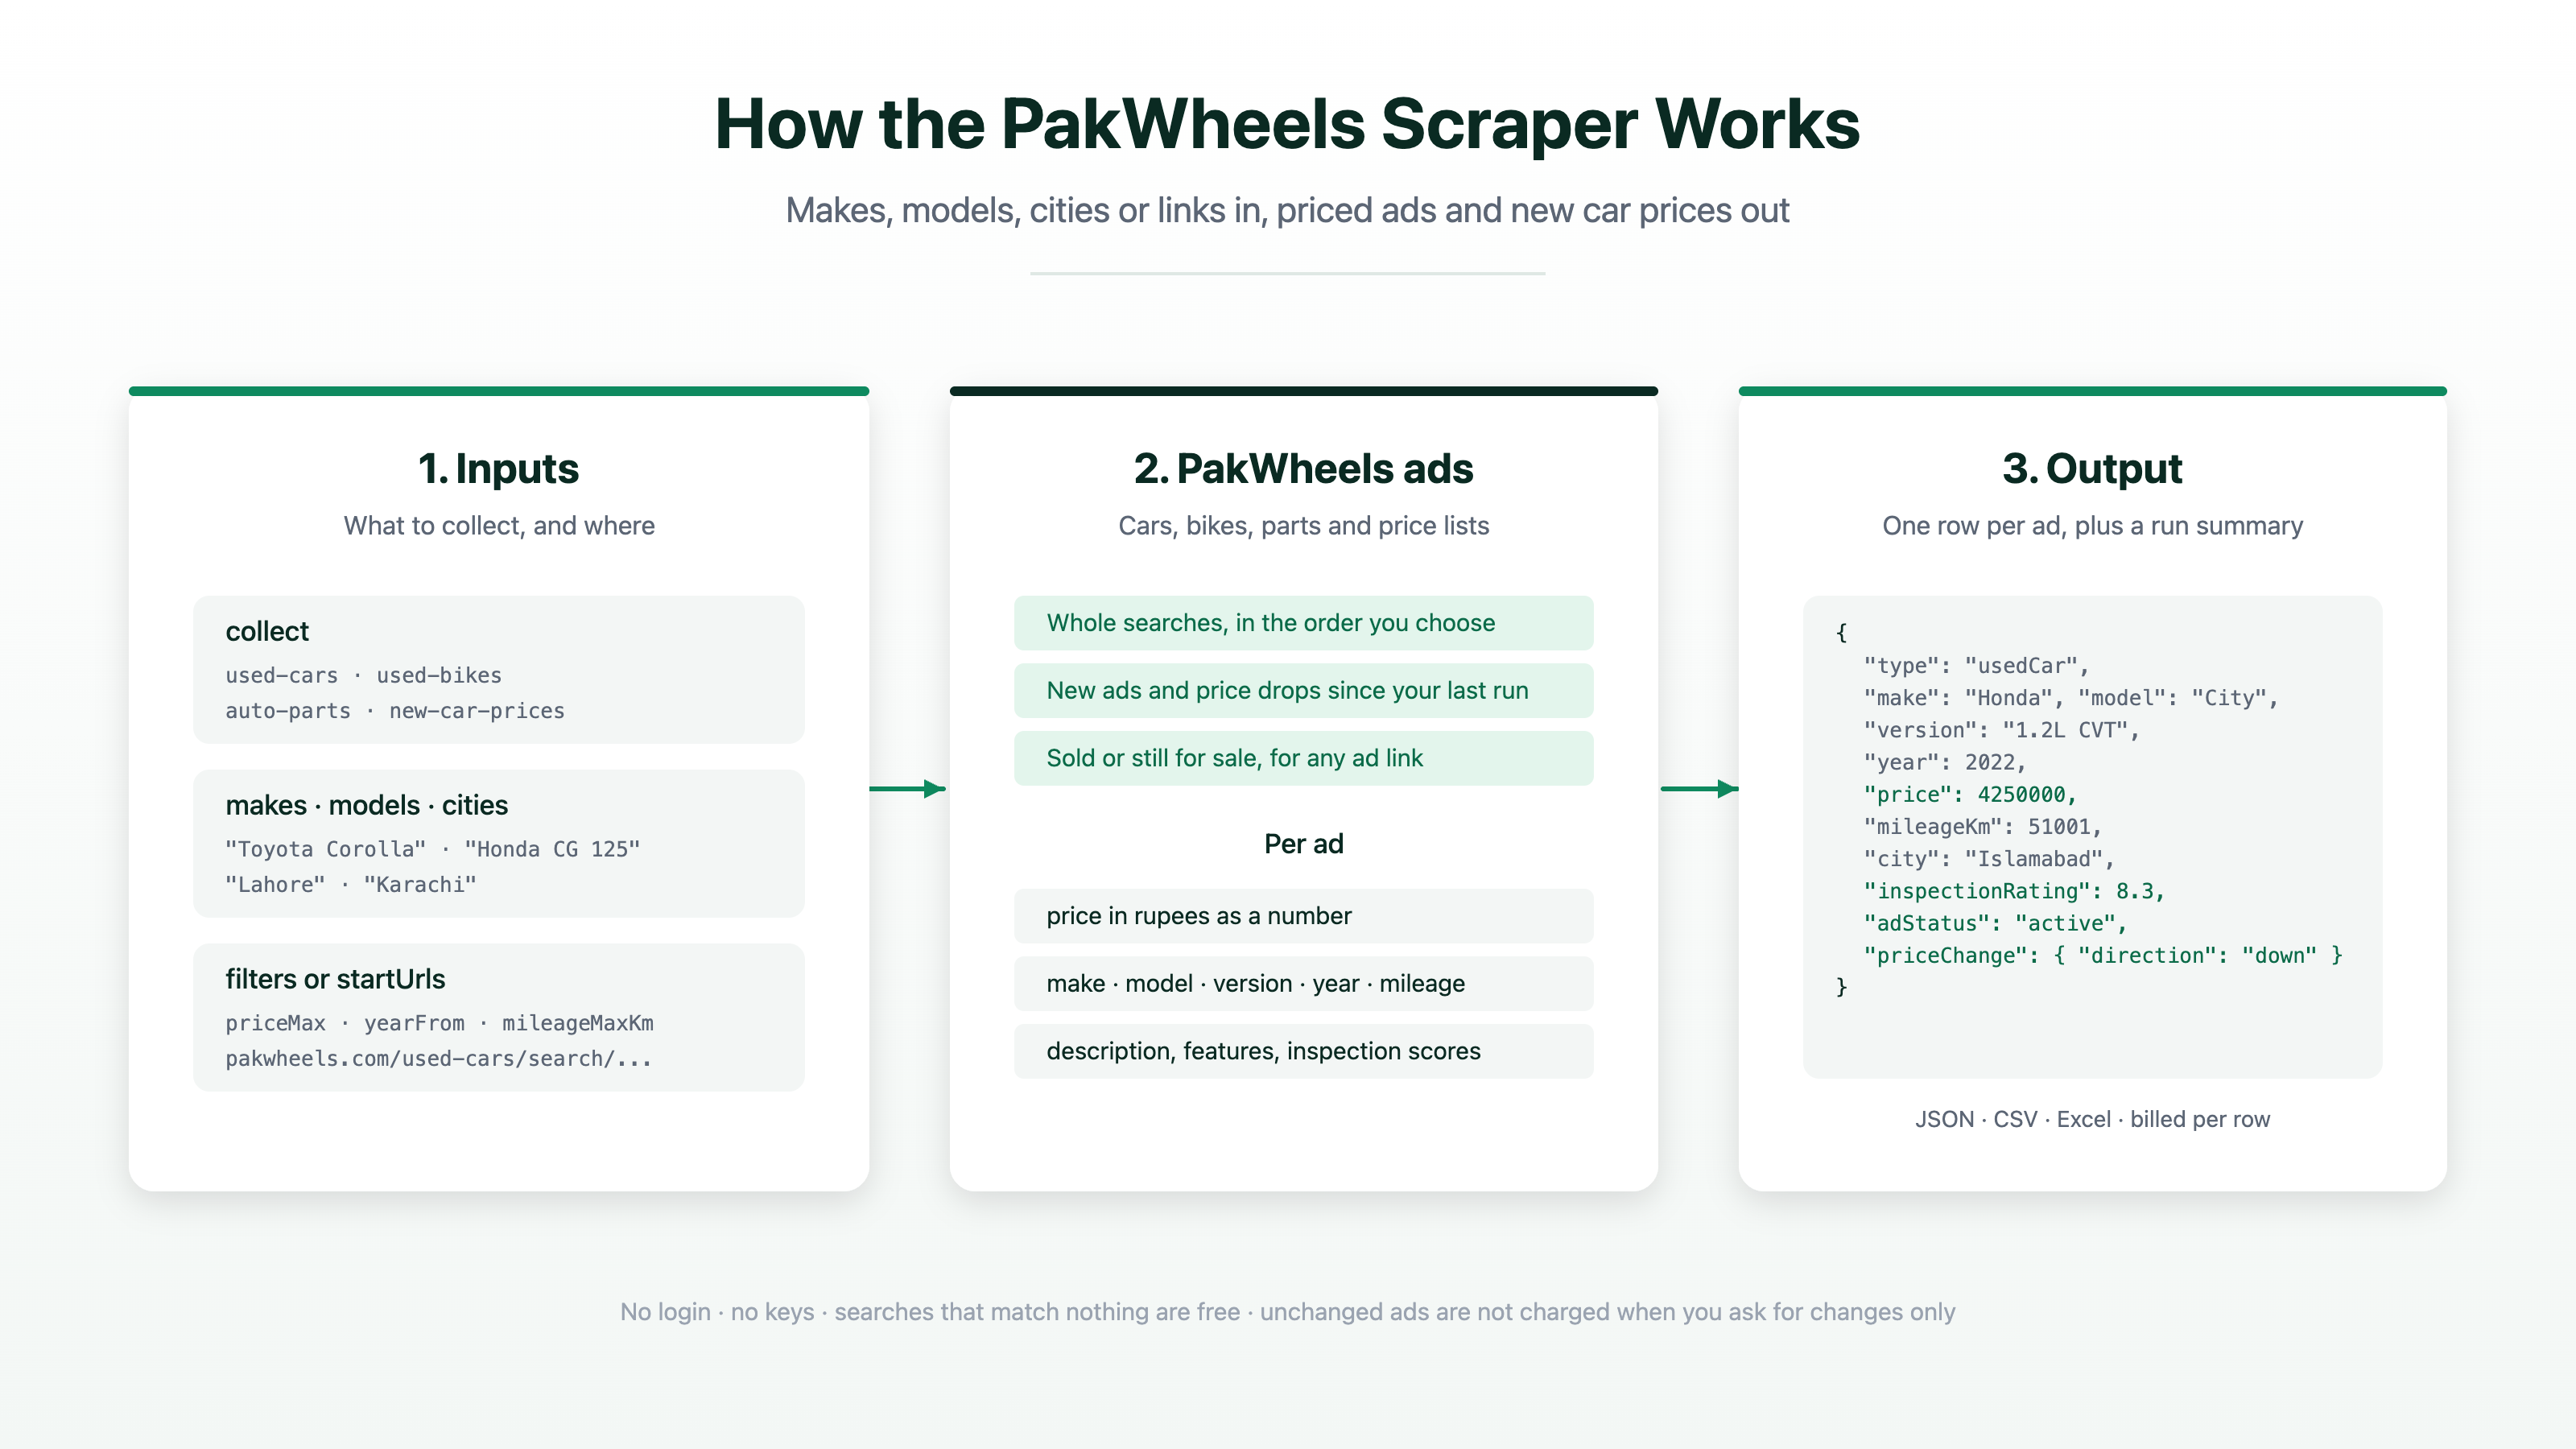 How the PakWheels Scraper Works
Makes, models, cities or links in, priced ads and new car prices out
1. Inputs
What to collect, and where
collect
used-cars · used-bikes
auto-parts · new-car-prices
makes · models · cities
"Toyota Corolla" · "Honda CG 125"
"Lahore" · "Karachi"
filters or startUrls
priceMax · yearFrom · mileageMaxKm
pakwheels.com/used-cars/search/...
2. PakWheels ads
Cars, bikes, parts and price lists
Whole searches, in the order you choose
New ads and price drops since your last run
Sold or still for sale, for any ad link
Per ad
price in rupees as a number
make · model · version · year · mileage
description, features, inspection scores
3. Output
One row per ad, plus a run summary
{
"type": "usedCar",
"make": "Honda", "model": "City",
"version": "1.2L CVT",
"year": 2022,
"price": 4250000,
"mileageKm": 51001,
"city": "Islamabad",
"inspectionRating": 8.3,
"adStatus": "active",
"priceChange": { "direction": "down" }
}
JSON · CSV · Excel · billed per row
No login · no keys · searches that match nothing are free · unchanged ads are not charged when you ask for changes only